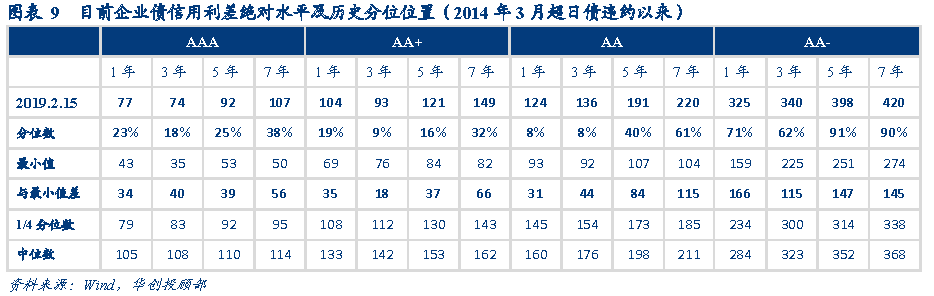 图表 9 目前企业债信用利差绝对水平及历史分位位置（2014 年 3 月超日债违约以来）
AAA AA+ AA AA-
1 年 3 年 5 年 7 年 1 年 3 年 5 年 7 年 1 年 3 年 5 年 7 年 1 年 3 年 5 年 7 年
2019.2.15 77 74 92 107 104 93 121 149 124 136 191 220 325 340 398 420
分位数 23% 18% 25% 38% 19% 9% 16% 32% 8% 8% 40% 61% 71% 62% 91% 90%
最小值 43 35 53 50 69 76 84 82 93 92 107 104 159 225 251 274
与最小值差 34 40 39 56 35 18 37 66 31 44 84 115 166 115 147 145
1/4 分位数 79 83 92 95 108 112 130 143 145 154 173 185 234 300 314 338
中位数 105 108 110 114 133 142 153 162 160 176 198 211 284 323 352 368
资料来源：Wind，华创投顾部